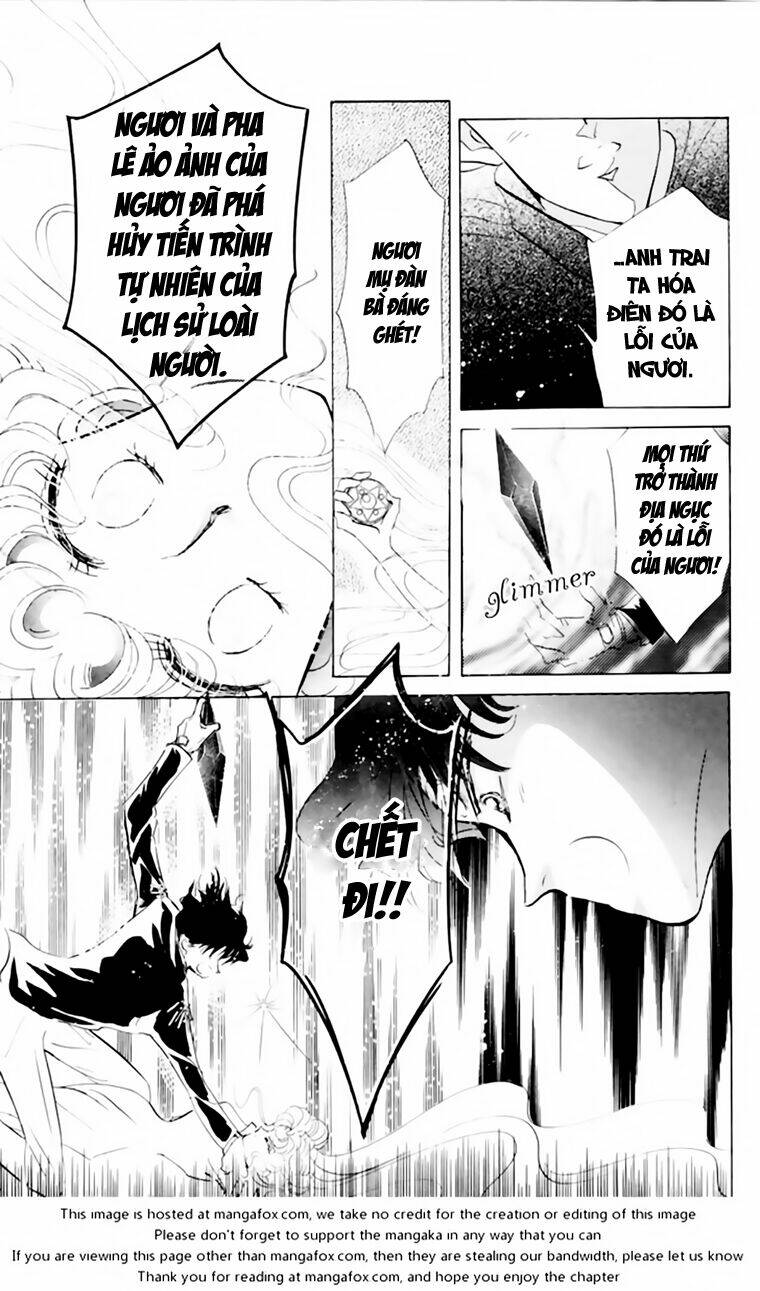 ...ANH TRAI
TA HÓA
ĐIÊN ĐÓ LÀ
LỖI CỦA
NGƯƠI.
MỌI THỨ
TRỞ THÀNH
ĐỊA NGỤC
ĐÓ LÀ LỖI
CỦA NGƯƠI!
glimmer
NGƯƠI
MỤ ĐÀN
BÀ ĐÁNG
GHÉT!
NGƯƠI VÀ PHA
LÊ ẢO ẢNH CỦA
NGƯƠI ĐÃ PHÁ
HỦY TIẾN TRÌNH
TỰ NHIÊN CỦA
LỊCH SỬ LOÀI
NGƯỜI.
CHẾT
ĐI!!
This image is hosted at mangafox.com, we take no credit for the creation or editing of this image
Please don't forget to support the mangaka in any way that you can
If you are viewing this page other than mangafox.com, then they are stealing our bandwidth, please let us know
Thank you for reading at mangafox.com, and hope you enjoy the chapter